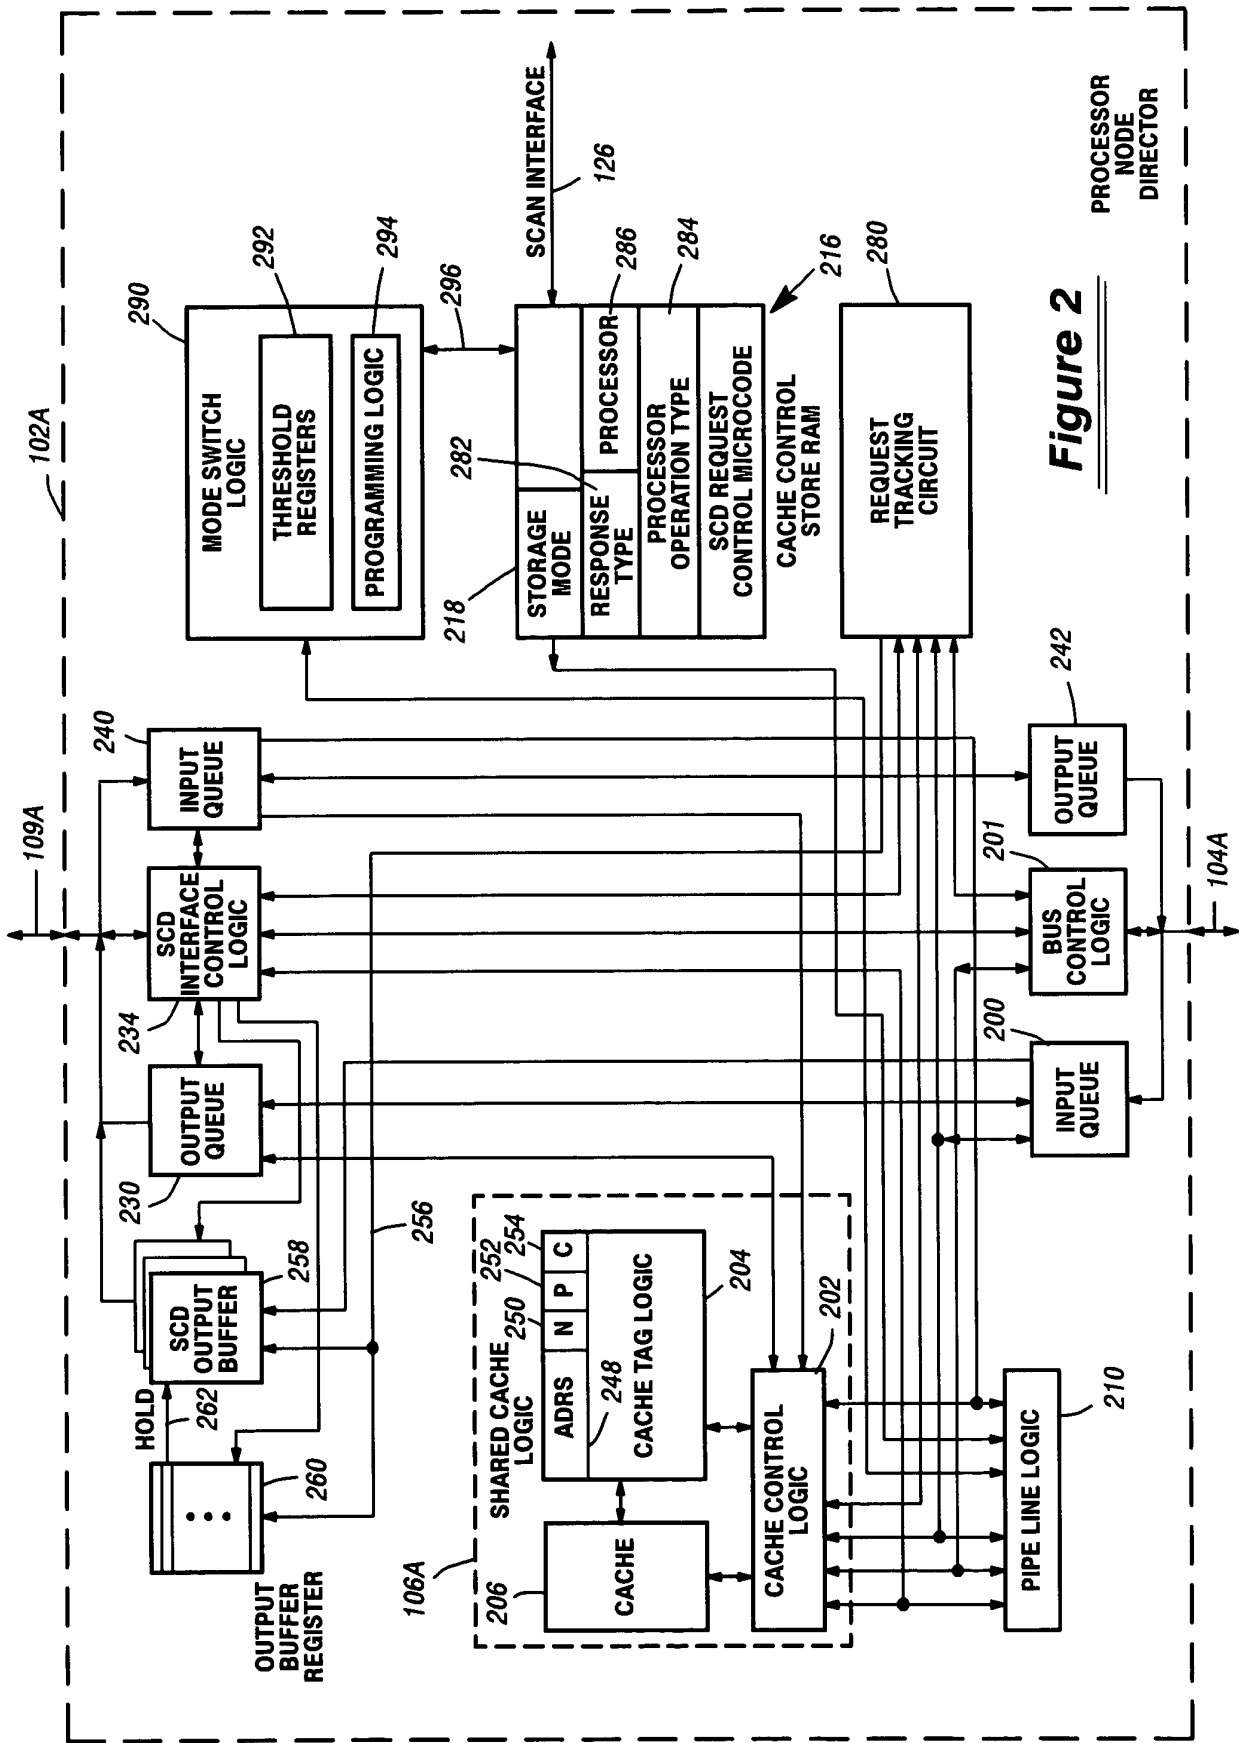 102A
109A
OUTPUT
BUFFER
REGISTER
260
HOLD
262
SCD
OUTPUT
BUFFER
258
230
OUTPUT
QUEUE
234
SCD
INTERFACE
CONTROL
LOGIC
240
INPUT
QUEUE
256
290
MODE SWITCH
LOGIC
THRESHOLD
REGISTERS
292
PROGRAMMING LOGIC
294
296
SCAN INTERFACE
126
218
STORAGE
MODE
282
RESPONSE
TYPE
PROCESSOR
286
PROCESSOR
OPERATION TYPE
284
SCD REQUEST
CONTROL MICROCODE
216
CACHE CONTROL
STORE RAM
REQUEST
TRACKING
CIRCUIT
280
106A
SHARED CACHE
LOGIC
206
CACHE
ADRS
N
P
C
250
252
254
248
CACHE TAG LOGIC
204
CACHE CONTROL
LOGIC
202
PIPE LINE LOGIC
210
200
INPUT
QUEUE
201
BUS
CONTROL
LOGIC
242
OUTPUT
QUEUE
104A
PROCESSOR
NODE
DIRECTOR
Figure 2